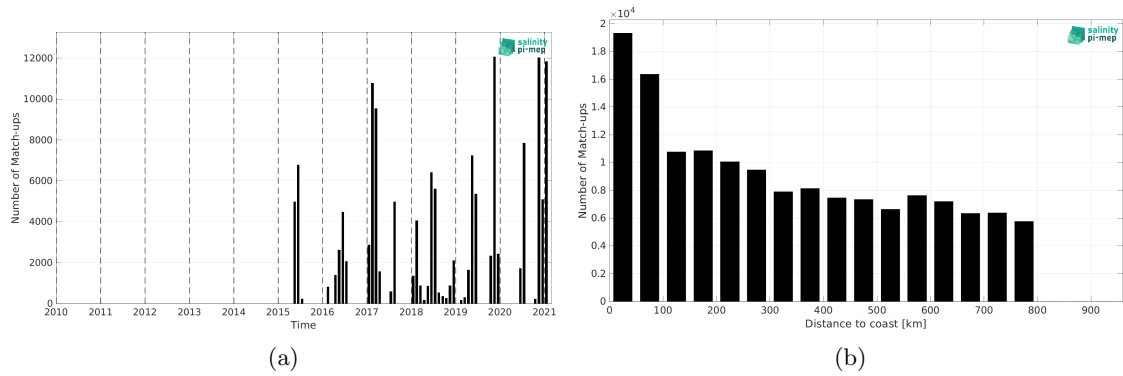 salinity
pi-mep
Number of Match-ups
12000
10000
8000
6000
4000
2000
0
2010 2011 2012 2013 2014 2015 2016 2017 2018 2019 2020 2021
Time
(a)
×10⁴
salinity
pi-mep
Number of Match-ups
2
1.8
1.6
1.4
1.2
1
0.8
0.6
0.4
0.2
0
0 100 200 300 400 500 600 700 800 900
Distance to coast [km]
(b)